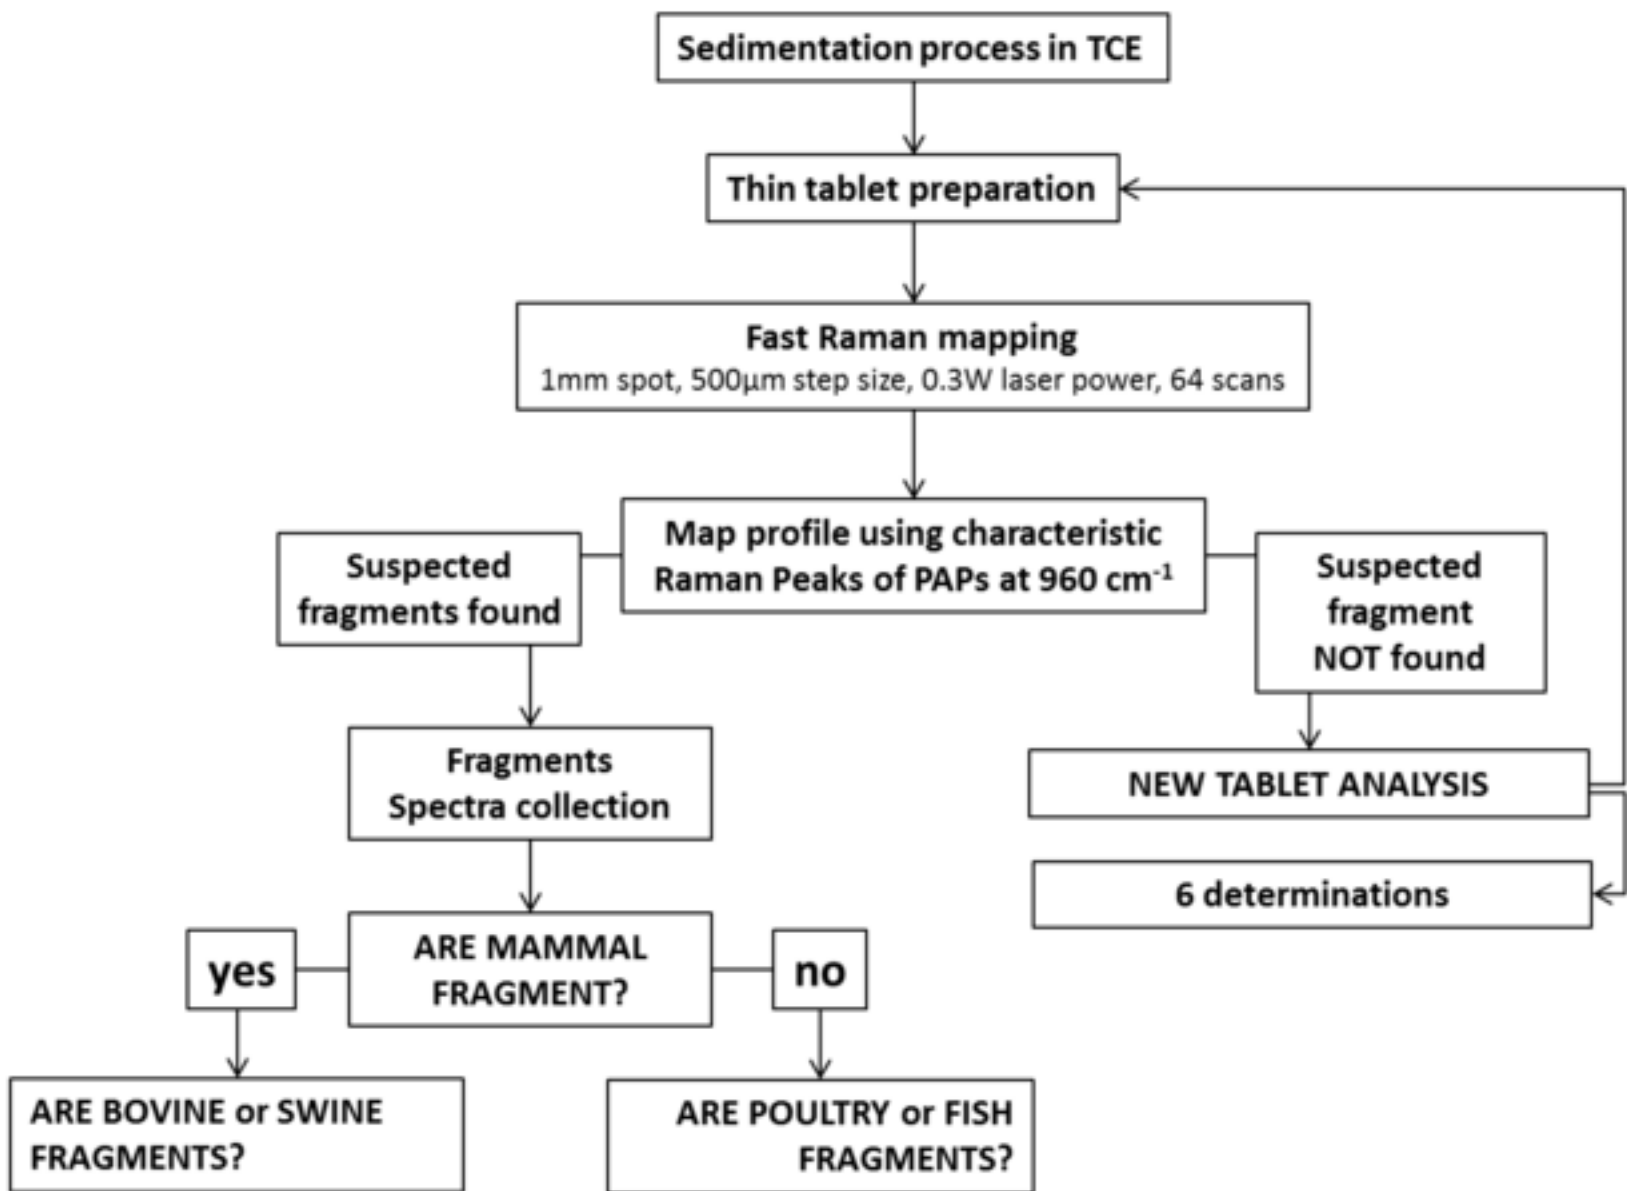 Sedimentation process in TCE
Thin tablet preparation
Fast Raman mapping
1mm spot, 500µm step size, 0.3W laser power, 64 scans
Map profile using characteristic
Raman Peaks of PAPs at 960 cm⁻¹
Suspected
fragments found
Suspected
fragment
NOT found
Fragments
Spectra collection
NEW TABLET ANALYSIS
6 determinations
ARE MAMMAL
FRAGMENT?
yes
no
ARE BOVINE or SWINE
FRAGMENTS?
ARE POULTRY or FISH
FRAGMENTS?